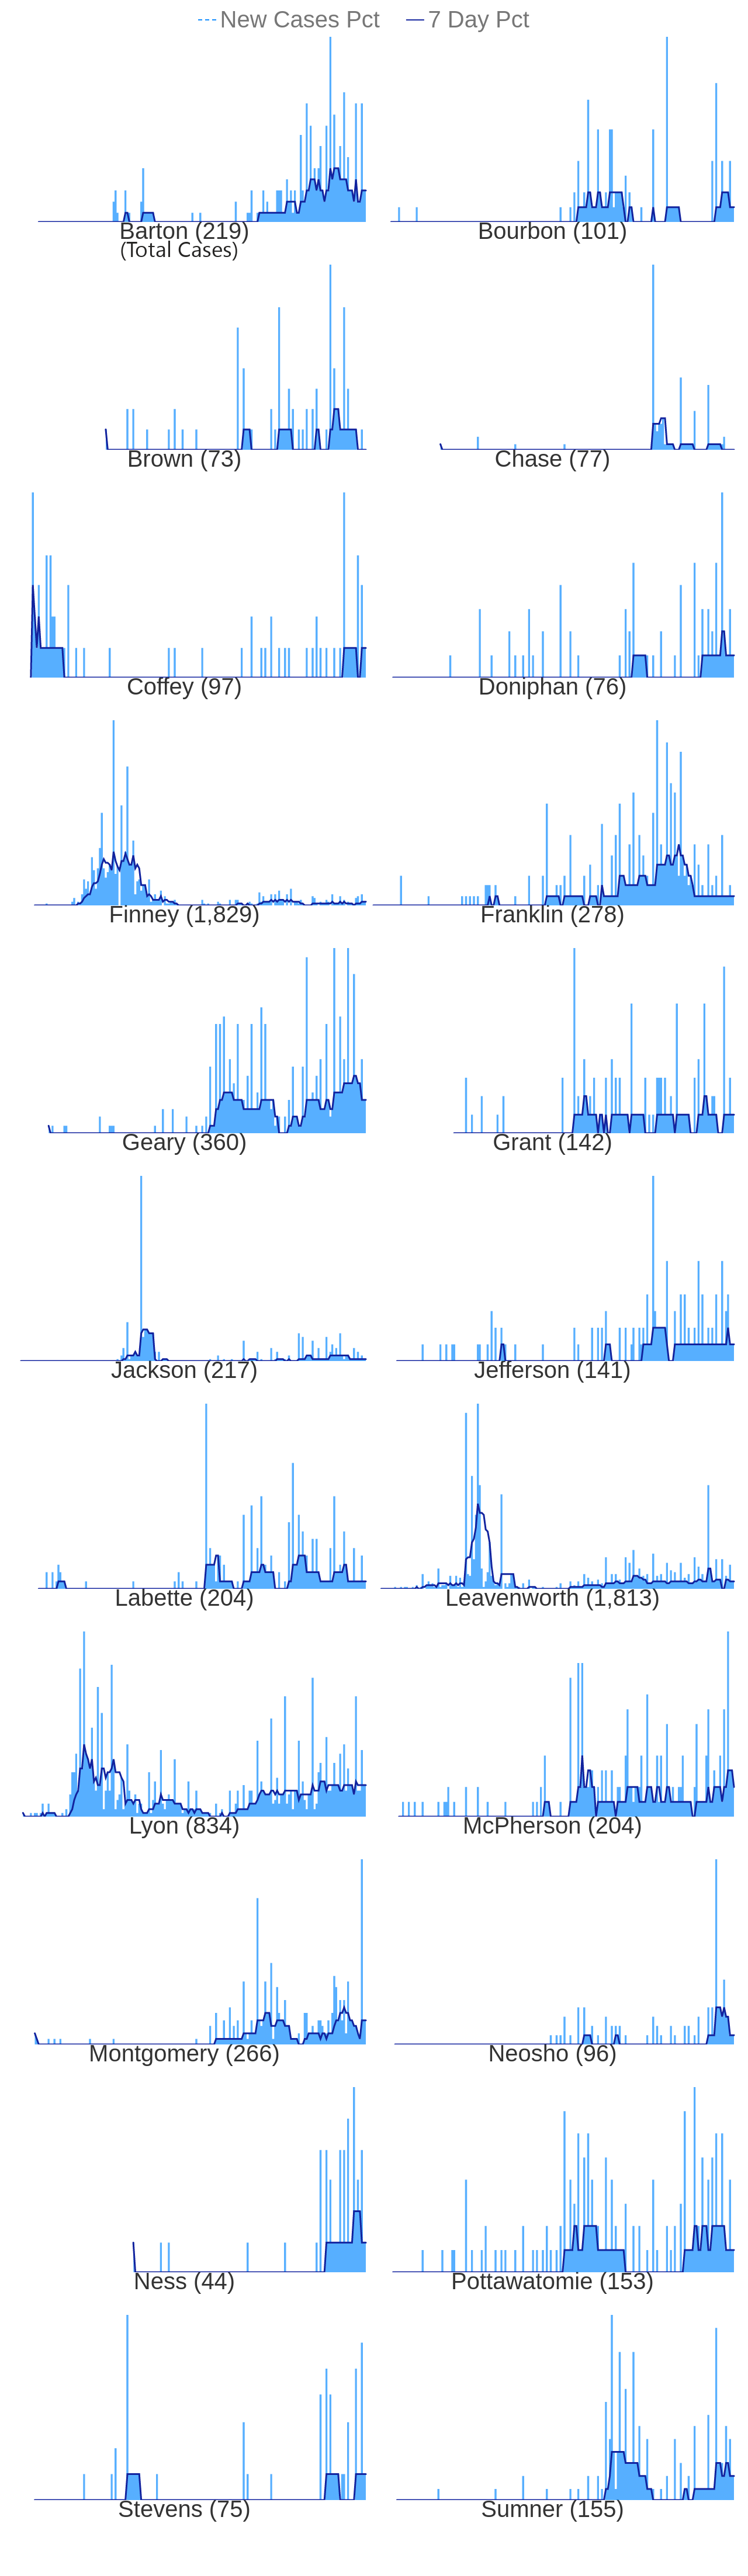 New Cases Pct 7 Day Pct
Barton (219) Bourbon (101)
(Total Cases)
Brown (73) Chase (77)
Coffey (97) Doniphan (76)
Finney (1,829) Franklin (278)
Geary (360) Grant (142)
Jackson (217) Jefferson (141)
Labette (204) Leavenworth (1,813)
Lyon (834) McPherson (204)
Montgomery (266) Neosho (96)
Ness (44) Pottawatomie (153)
Stevens (75) Sumner (155)